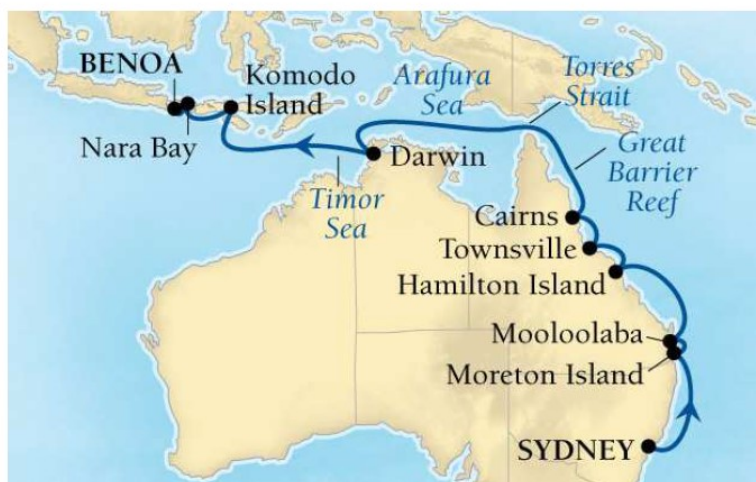 BENOA
Komodo
Island
Nara Bay
Arafura
Sea
Torres
Strait
Great
Barrier
Reef
Darwin
Timor
Sea
Cairns
Townsville
Hamilton Island
Mooloolaba
Moreton Island
SYDNEY